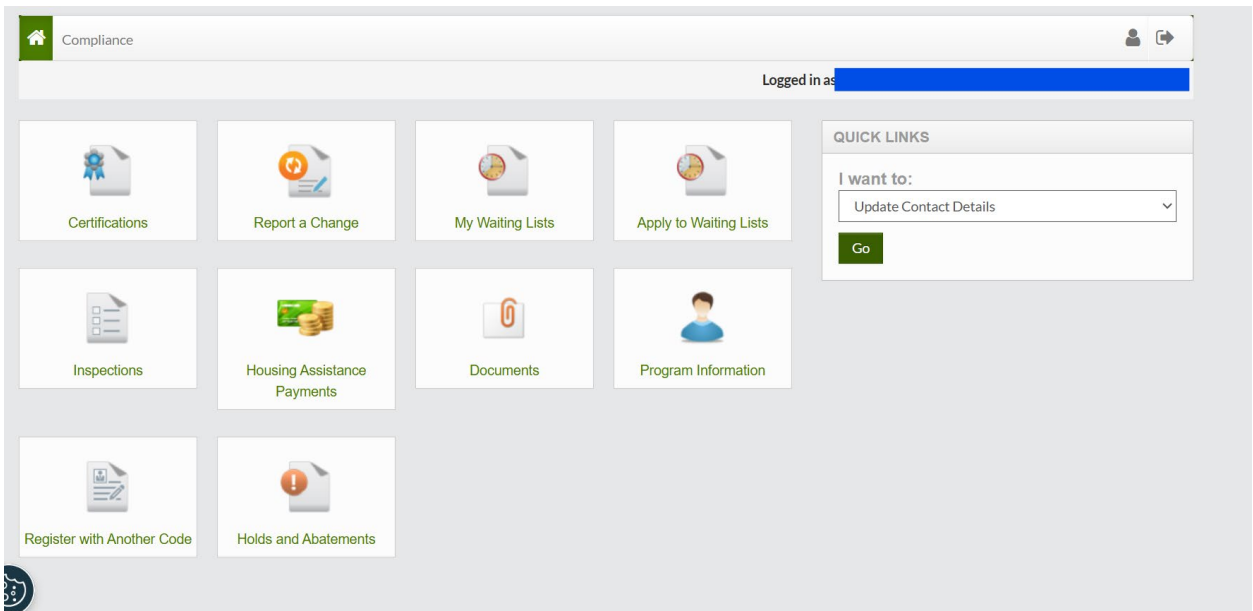 Compliance
Logged in as
Certifications
Report a Change
My Waiting Lists
Apply to Waiting Lists
QUICK LINKS
I want to:
Update Contact Details
Go
Inspections
Housing Assistance
Payments
Documents
Program Information
Register with Another Code
Holds and Abatements